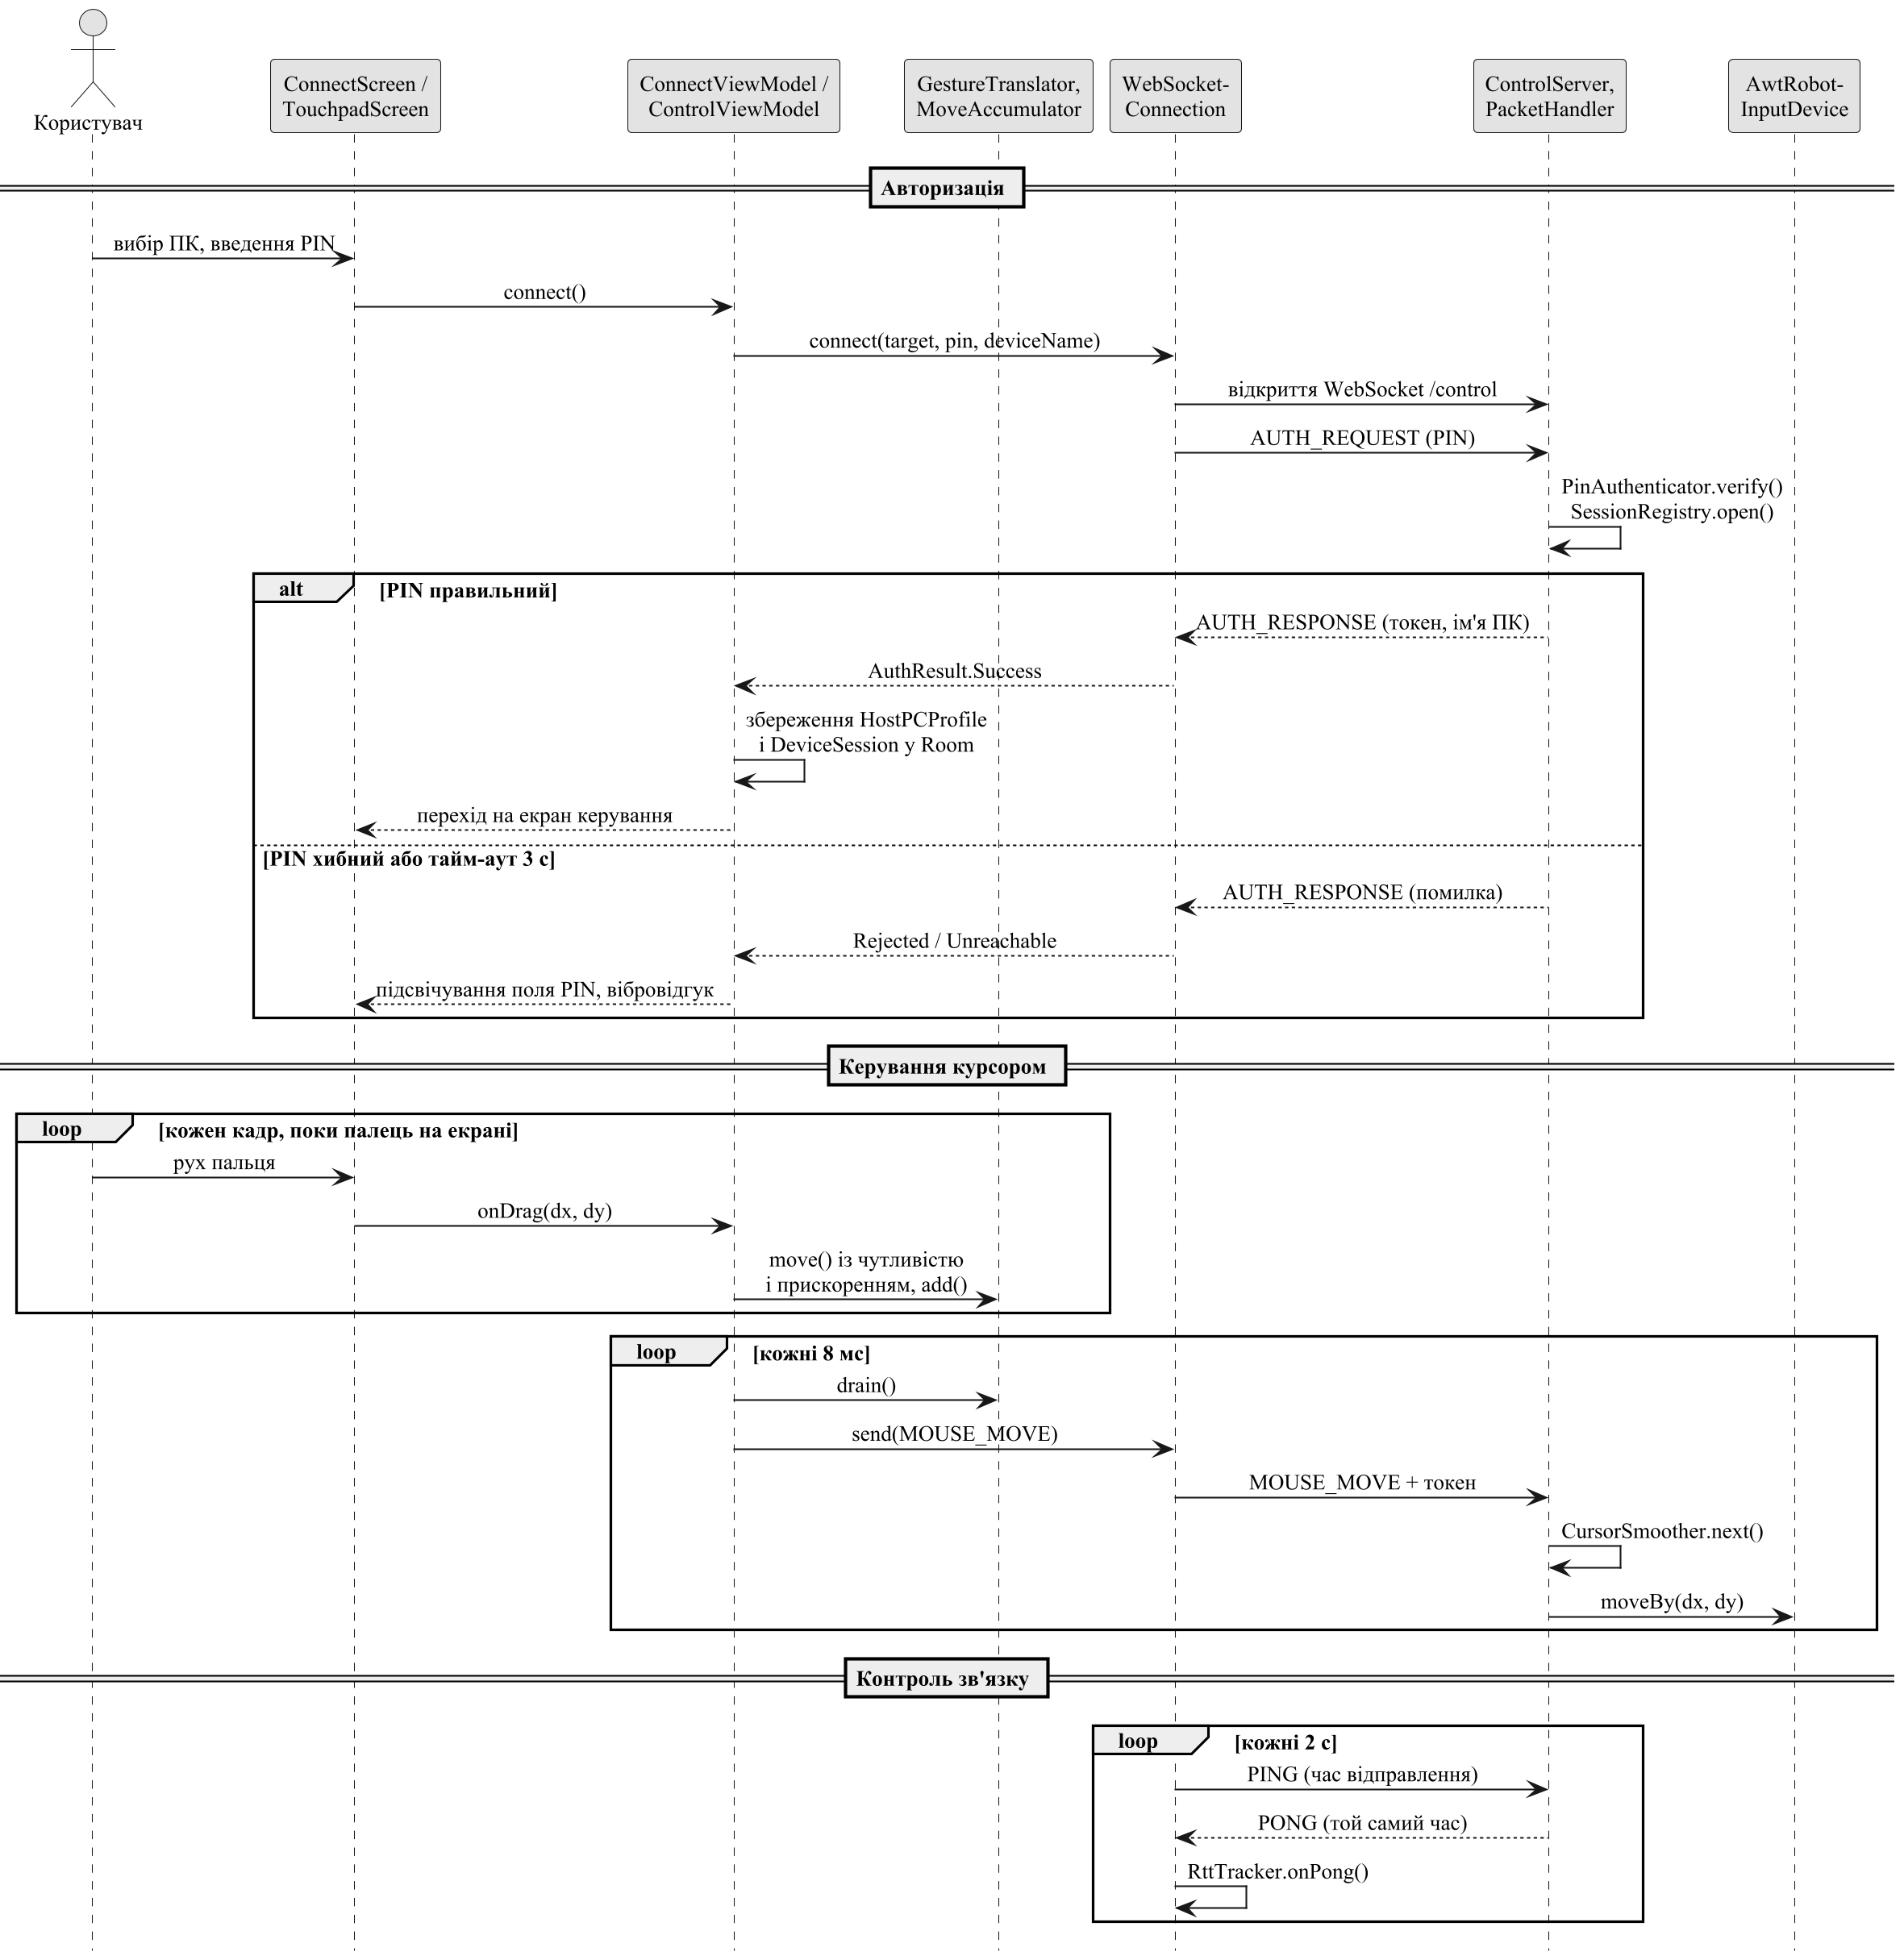 Користувач
ConnectScreen /
TouchpadScreen
ConnectViewModel /
ControlViewModel
GestureTranslator,
MoveAccumulator
WebSocket-
Connection
ControlServer,
PacketHandler
AwtRobot-
InputDevice
Авторизація
вибір ПК, введення PIN
connect()
connect(target, pin, deviceName)
відкриття WebSocket /control
AUTH_REQUEST (PIN)
PinAuthenticator.verify()
SessionRegistry.open()
alt
[PIN правильний]
AUTH_RESPONSE (токен, ім'я ПК)
AuthResult.Success
збереження HostPCProfile
і DeviceSession у Room
перехід на екран керування
[PIN хибний або тайм-аут 3 с]
AUTH_RESPONSE (помилка)
Rejected / Unreachable
підсвічування поля PIN, вібровідгук
Керування курсором
loop
[кожен кадр, поки палець на екрані]
рух пальця
onDrag(dx, dy)
move() із чутливістю
і прискоренням, add()
loop
[кожні 8 мс]
drain()
send(MOUSE_MOVE)
MOUSE_MOVE + токен
CursorSmoother.next()
moveBy(dx, dy)
Контроль зв'язку
loop
[кожні 2 с]
PING (час відправлення)
PONG (той самий час)
RttTracker.onPong()